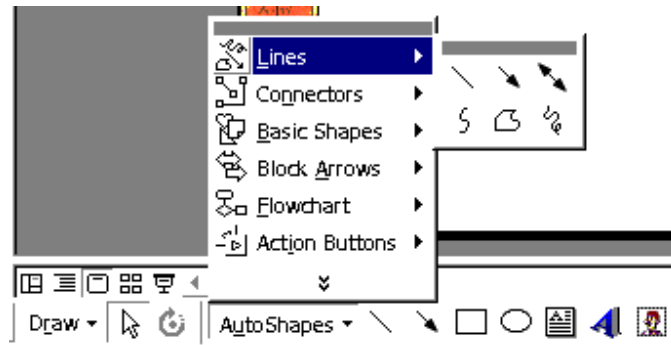 Lines
Connectors
Basic Shapes
Block Arrows
Flowchart
Action Buttons
Draw
AutoShapes